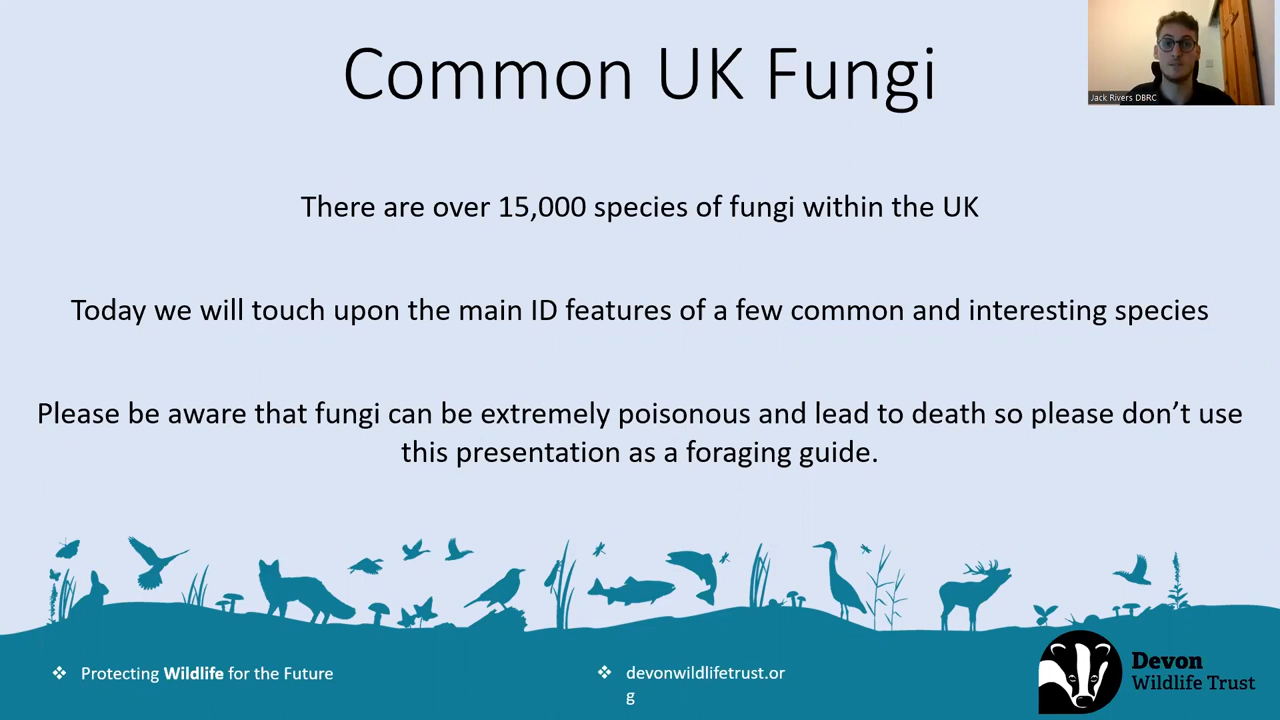 Common UK Fungi
Jack Rivers DBRC
There are over 15,000 species of fungi within the UK
Today we will touch upon the main ID features of a few common and interesting species
Please be aware that fungi can be extremely poisonous and lead to death so please don’t use
this presentation as a foraging guide.
❖ Protecting Wildlife for the Future
❖ devonwildlifetrust.or
g
Devon
Wildlife Trust